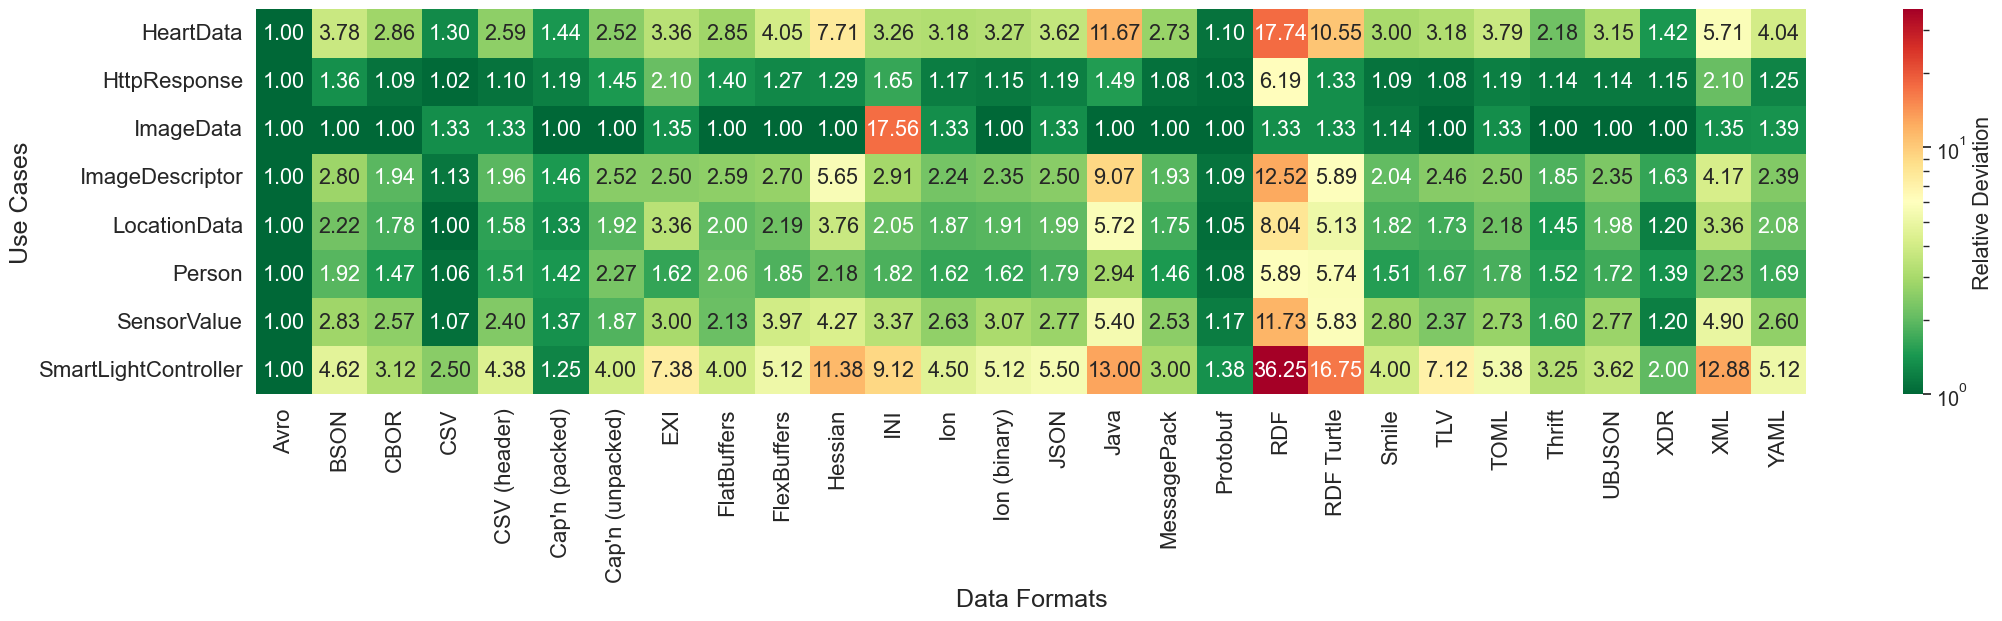 HeartData 1.00 3.78 2.86 1.30 2.59 1.44 2.52 3.36 2.85 4.05 7.71 3.26 3.18 3.27 3.62 11.67 2.73 1.10 17.74 10.55 3.00 3.18 3.79 2.18 3.15 1.42 5.71 4.04
HttpResponse 1.00 1.36 1.09 1.02 1.10 1.19 1.45 2.10 1.40 1.27 1.29 1.65 1.17 1.15 1.19 1.49 1.08 1.03 6.19 1.33 1.09 1.08 1.19 1.14 1.14 1.15 2.10 1.25
ImageData 1.00 1.00 1.00 1.33 1.33 1.00 1.00 1.35 1.00 1.00 1.00 17.56 1.33 1.00 1.33 1.00 1.00 1.00 1.33 1.33 1.14 1.00 1.33 1.00 1.00 1.00 1.35 1.39
ImageDescriptor 1.00 2.80 1.94 1.13 1.96 1.46 2.52 2.50 2.59 2.70 5.65 2.91 2.24 2.35 2.50 9.07 1.93 1.09 12.52 5.89 2.04 2.46 2.50 1.85 2.35 1.63 4.17 2.39
LocationData 1.00 2.22 1.78 1.00 1.58 1.33 1.92 3.36 2.00 2.19 3.76 2.05 1.87 1.91 1.99 5.72 1.75 1.05 8.04 5.13 1.82 1.73 2.18 1.45 1.98 1.20 3.36 2.08
Person 1.00 1.92 1.47 1.06 1.51 1.42 2.27 1.62 2.06 1.85 2.18 1.82 1.62 1.62 1.79 2.94 1.46 1.08 5.89 5.74 1.51 1.67 1.78 1.52 1.72 1.39 2.23 1.69
SensorValue 1.00 2.83 2.57 1.07 2.40 1.37 1.87 3.00 2.13 3.97 4.27 3.37 2.63 3.07 2.77 5.40 2.53 1.17 11.73 5.83 2.80 2.37 2.73 1.60 2.77 1.20 4.90 2.60
SmartLightController 1.00 4.62 3.12 2.50 4.38 1.25 4.00 7.38 4.00 5.12 11.38 9.12 4.50 5.12 5.50 13.00 3.00 1.38 36.25 16.75 4.00 7.12 5.38 3.25 3.62 2.00 12.88 5.12
Use Cases
Avro
BSON
CBOR
CSV
CSV (header)
Cap'n (packed)
Cap'n (unpacked)
EXI
FlatBuffers
FlexBuffers
Hessian
INI
Ion
Ion (binary)
JSON
Java
MessagePack
Protobuf
RDF
RDF Turtle
Smile
TLV
TOML
Thrift
UBJSON
XDR
XML
YAML
Data Formats
10¹
10⁰
Relative Deviation